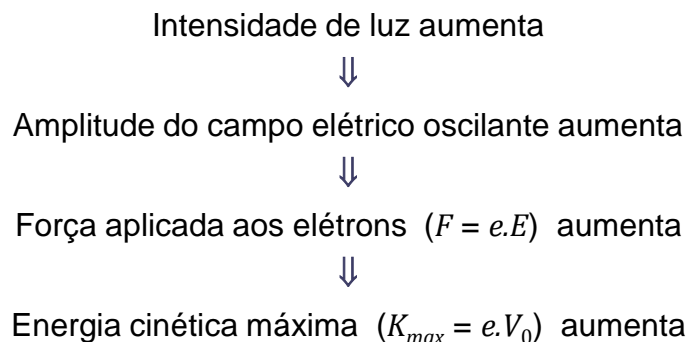 Intensidade de luz aumenta
⇓
Amplitude do campo elétrico oscilante aumenta
⇓
Força aplicada aos elétrons (F = e.E) aumenta
⇓
Energia cinética máxima (Kₘₐₓ = e.V₀) aumenta